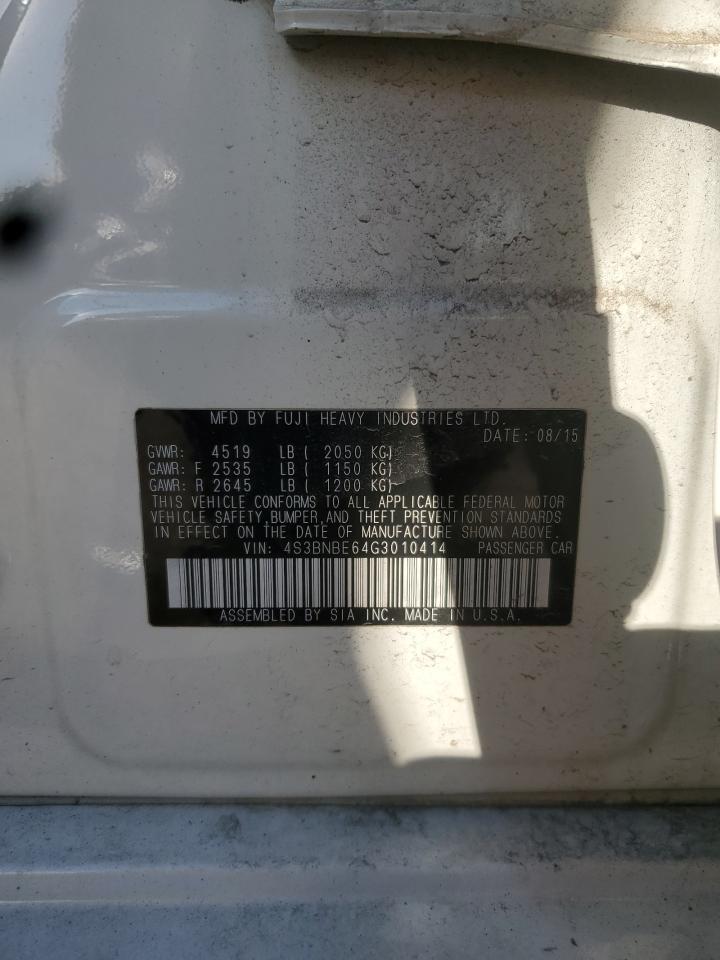 MFD BY FUJI HEAVY INDUSTRIES LTD.
DATE: 08/15
GVWR: 4519 LB ( 2050 KG)
GAWR: F 2535 LB ( 1150 KG)
GAWR: R 2645 LB ( 1200 KG)
THIS VEHICLE CONFORMS TO ALL APPLICABLE FEDERAL MOTOR
VEHICLE SAFETY,BUMPER,AND THEFT PREVENTION STANDARDS
IN EFFECT ON THE DATE OF MANUFACTURE SHOWN ABOVE.
VIN: 4S3BNBE64G3010414 PASSENGER CAR
ASSEMBLED BY SIA INC. MADE IN U.S.A.